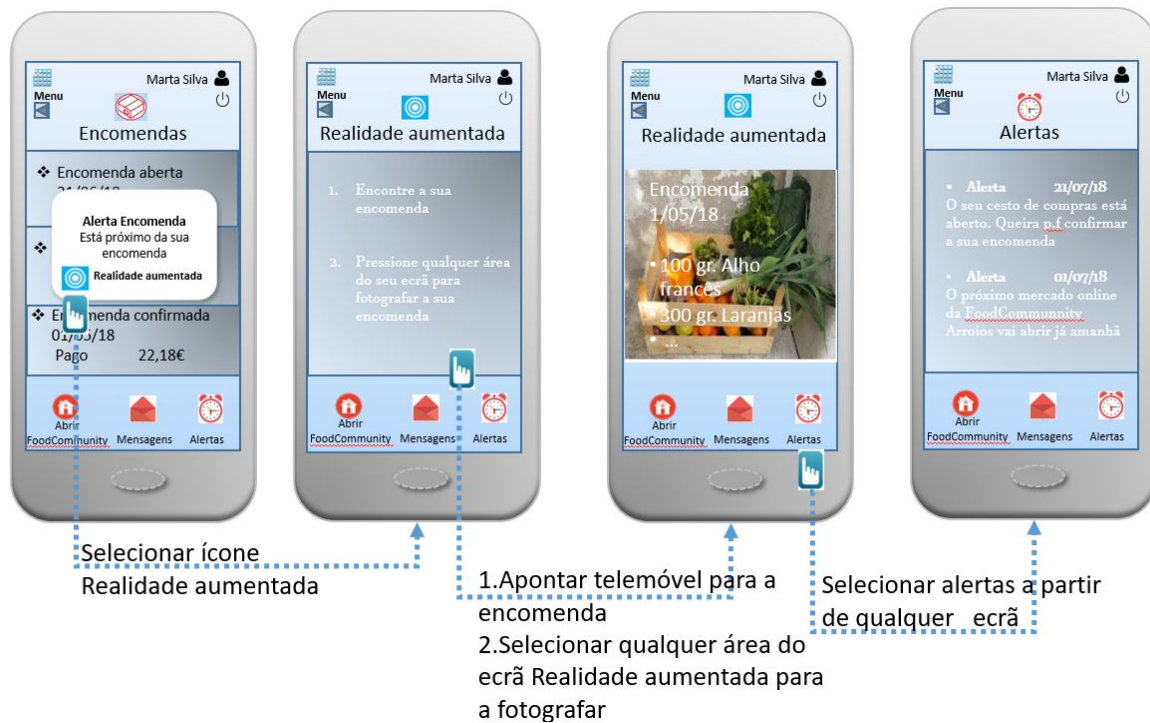 Marta Silva
Menu
Encomendas
Encomenda aberta
Alerta Encomenda
Está próximo da sua
encomenda
Realidade aumentada
Encomenda confirmada
01/05/18
Pago 22,18€
Abrir
FoodCommunity Mensagens Alertas
Marta Silva
Menu
Realidade aumentada
1. Encontre a sua
encomenda
2. Pressione qualquer área
do seu ecrã para
fotografar a sua
encomenda
Abrir
FoodCommunity Mensagens Alertas
Marta Silva
Menu
Realidade aumentada
Encomenda
1/05/18
• 100 gr. Alho
francês
• 300 gr. Laranjas
• ...
Abrir
FoodCommunity Mensagens Alertas
Marta Silva
Menu
Alertas
• Alerta 21/07/18
O seu cesto de compras está
aberto. Queira p.f confirmar
a sua encomenda
• Alerta 01/07/18
O próximo mercado online
da FoodCommunnity
Arroios vai abrir já amanhã
Abrir
FoodCommunity Mensagens Alertas
Selecionar ícone
Realidade aumentada
1.Apontar telemóvel para a
encomenda
2.Selecionar qualquer área do
ecrã Realidade aumentada para
a fotografar
Selecionar alertas a partir
de qualquer ecrã